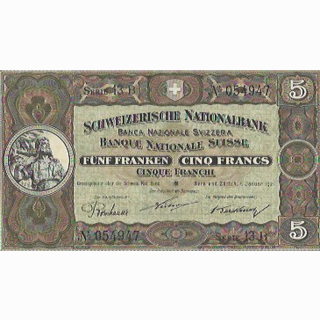 SERIE 13 B Nº 054947 5
SCHWEIZERISCHE NATIONALBANK
BANCA NAZIONALE SVIZZERA
BANQUE NATIONALE SUISSE
FÜNF FRANKEN CINQ FRANCS
CINQUE FRANCHI
Nº 054947 SERIE 13 B 5